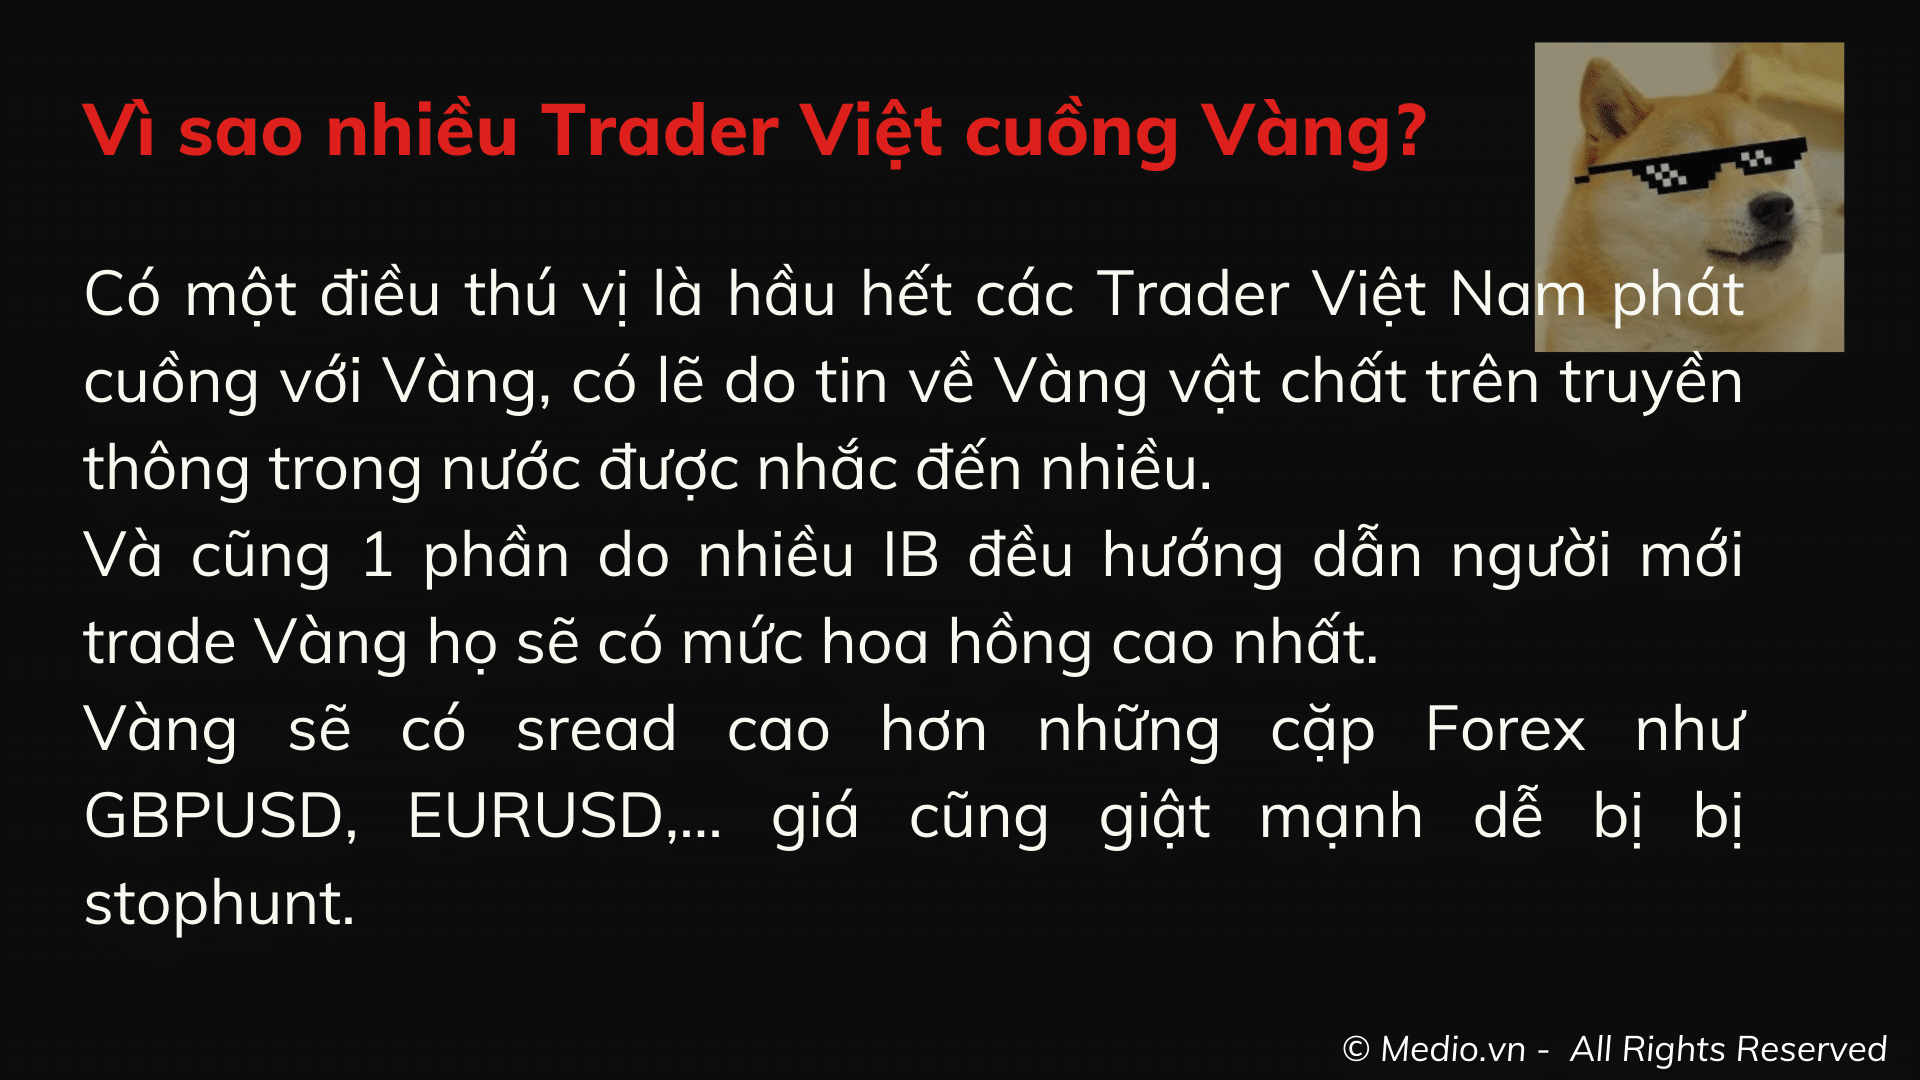 Vì sao nhiều Trader Việt cuồng Vàng?
Có một điều thú vị là hầu hết các Trader Việt Nam phát
cuồng với Vàng, có lẽ do tin về Vàng vật chất trên truyền
thông trong nước được nhắc đến nhiều.
Và cũng 1 phần do nhiều IB đều hướng dẫn người mới
trade Vàng họ sẽ có mức hoa hồng cao nhất.
Vàng sẽ có sread cao hơn những cặp Forex như
GBPUSD, EURUSD,... giá cũng giật mạnh dễ bị bị
stophunt.
© Medio.vn - All Rights Reserved